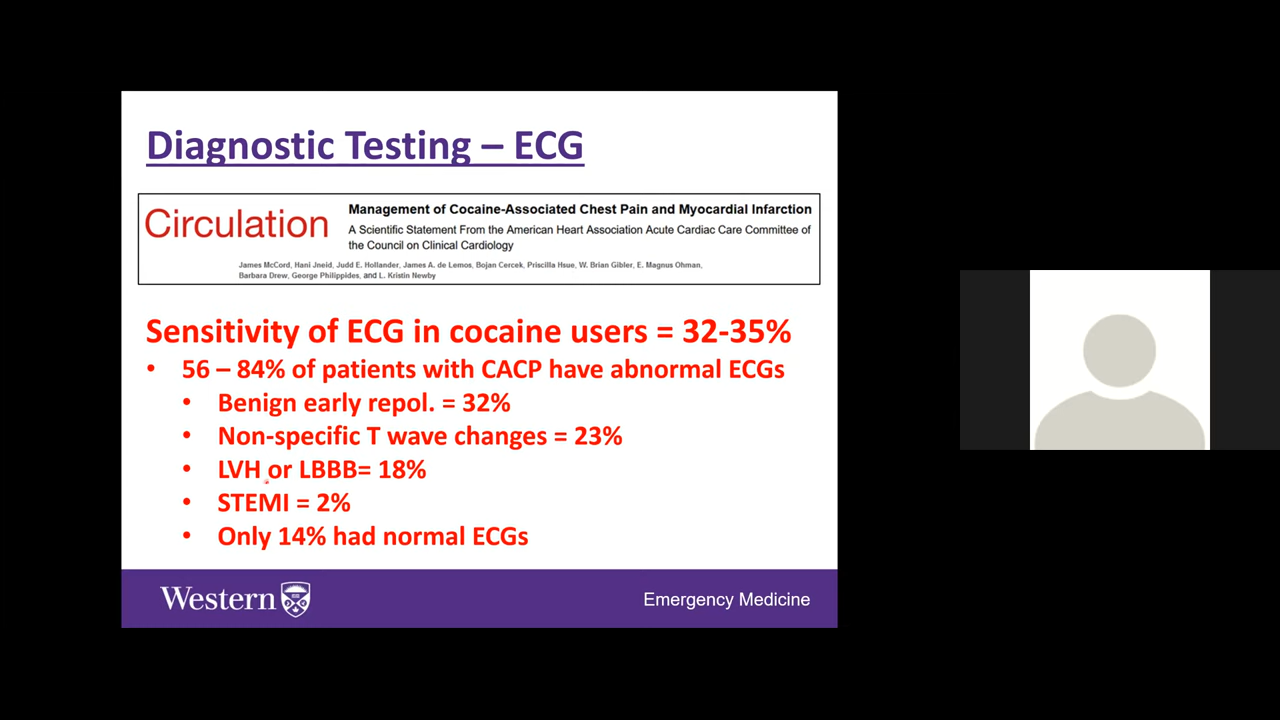 Diagnostic Testing – ECG
Circulation
Management of Cocaine-Associated Chest Pain and Myocardial Infarction
A Scientific Statement From the American Heart Association Acute Cardiac Care Committee of
the Council on Clinical Cardiology
James McCord, Hani Jneid, Judd E. Hollander, James A. de Lemos, Bojan Cercek, Priscilla Hsue, W. Brian Gibler, E. Magnus Ohman,
Barbara Drew, George Philippides, and L. Kristin Newby
Sensitivity of ECG in cocaine users = 32-35%
• 56 – 84% of patients with CACP have abnormal ECGs
• Benign early repol. = 32%
• Non-specific T wave changes = 23%
• LVH or LBBB= 18%
• STEMI = 2%
• Only 14% had normal ECGs
Western
Emergency Medicine